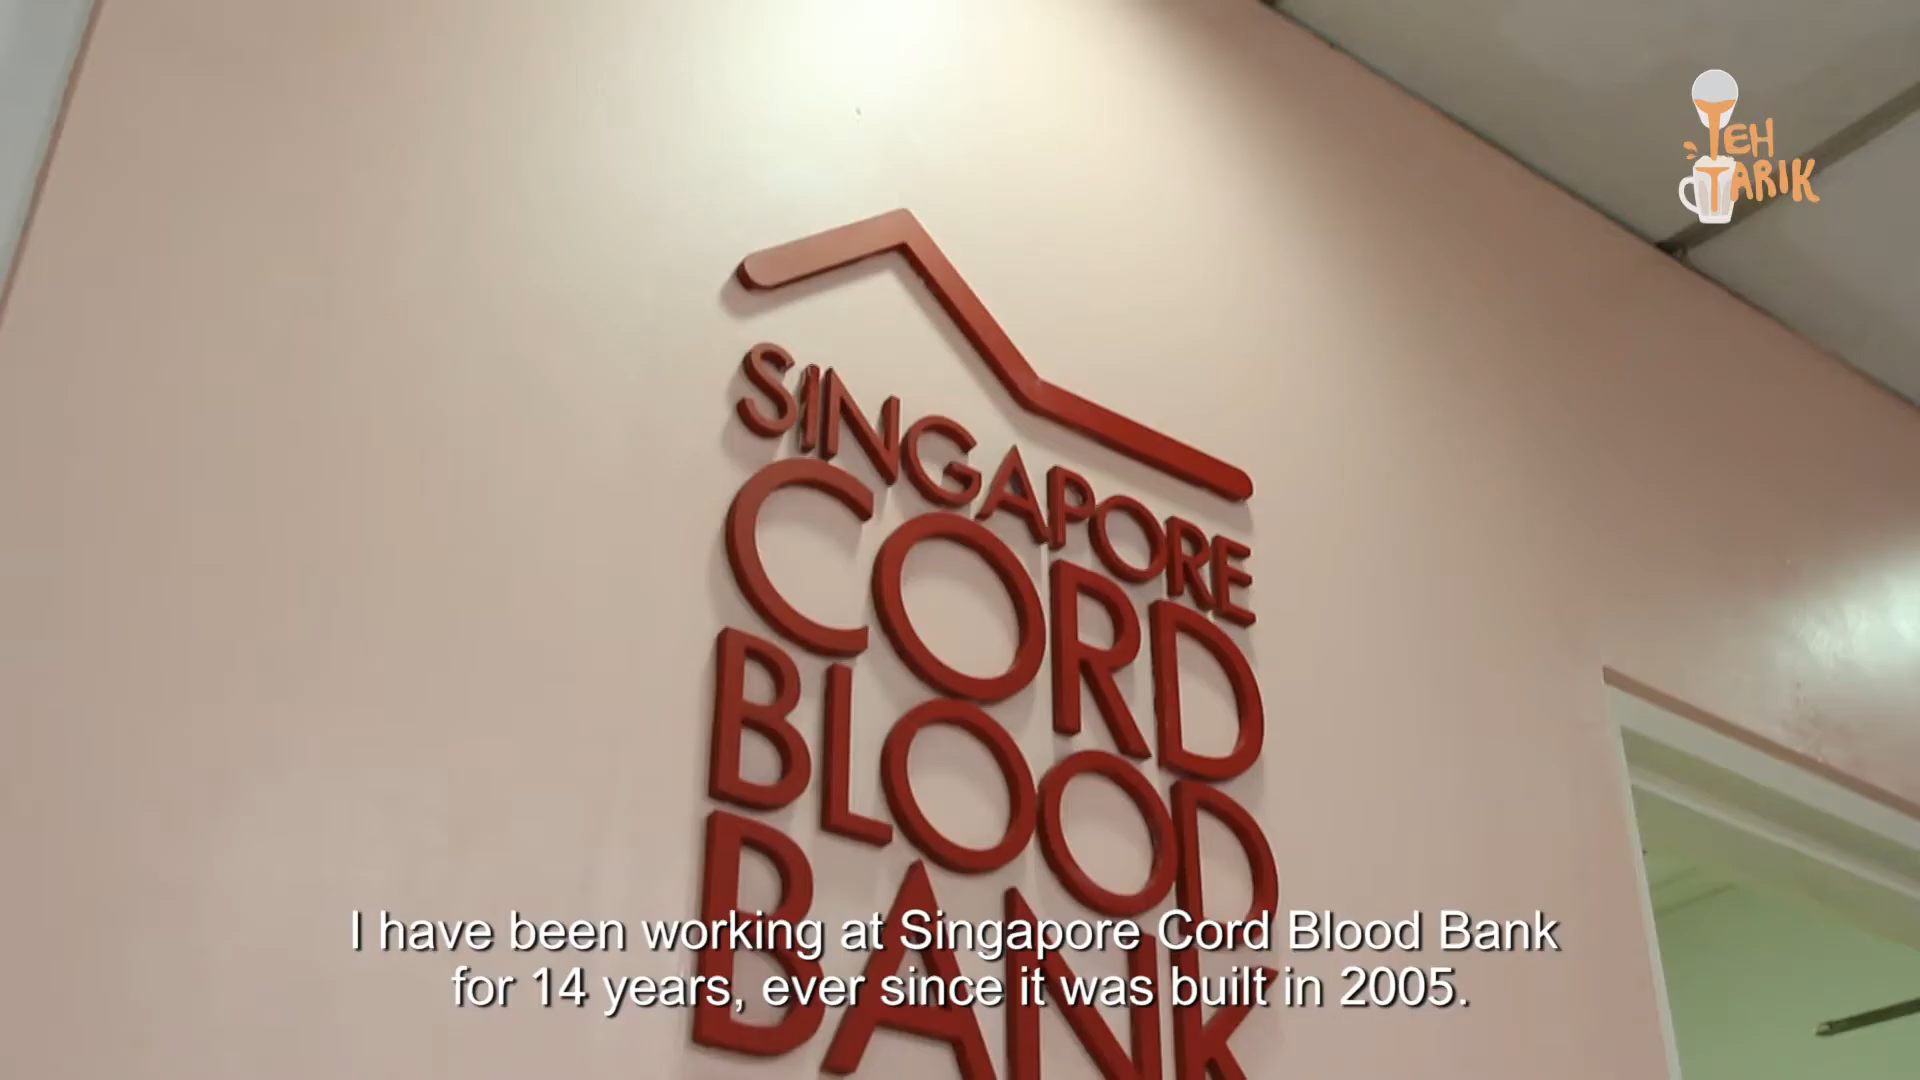 TEH
TARIK
SINGAPORE
CORD
BLOOD
BANK
I have been working at Singapore Cord Blood Bank
for 14 years, ever since it was built in 2005.